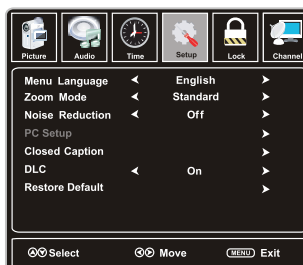 Picture Audio Time Setup Lock Channel
Menu Language English
Zoom Mode Standard
Noise Reduction Off
PC Setup
Closed Caption
DLC On
Restore Default
Select Move MENU Exit